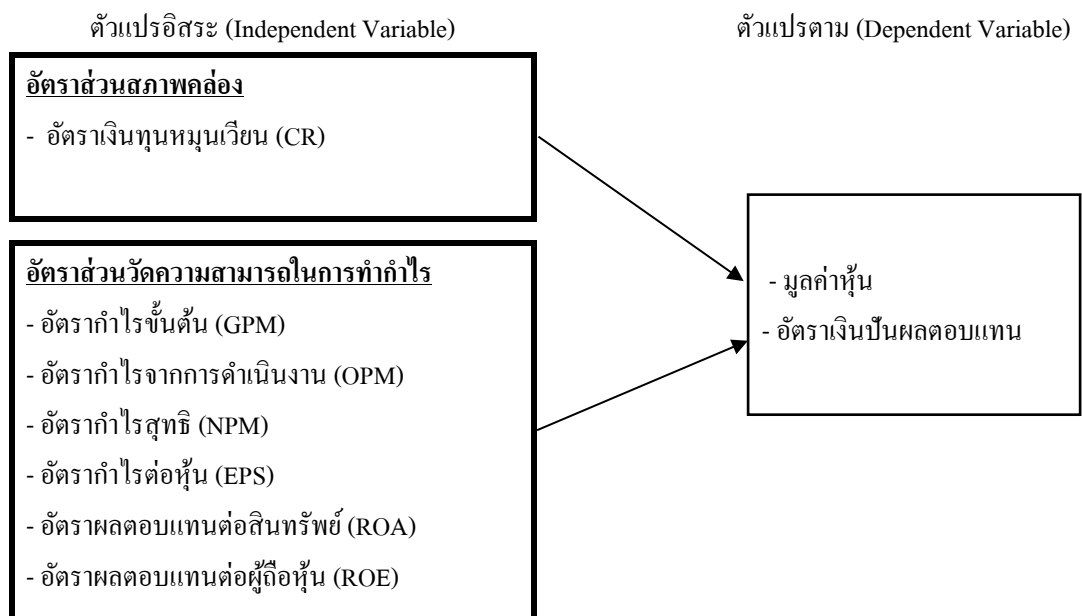 ตัวแปรอิสระ (Independent Variable)
ตัวแปรตาม (Dependent Variable)
อัตราส่วนสภาพคล่อง
- อัตราเงินทุนหมุนเวียน (CR)
อัตราส่วนวัดความสามารถในการทำกำไร
- อัตรากำไรขั้นต้น (GPM)
- อัตรากำไรจากการดำเนินงาน (OPM)
- อัตรากำไรสุทธิ (NPM)
- อัตรากำไรต่อหุ้น (EPS)
- อัตราผลตอบแทนต่อสินทรัพย์ (ROA)
- อัตราผลตอบแทนต่อผู้ถือหุ้น (ROE)
- มูลค่าหุ้น
- อัตราเงินปันผลตอบแทน